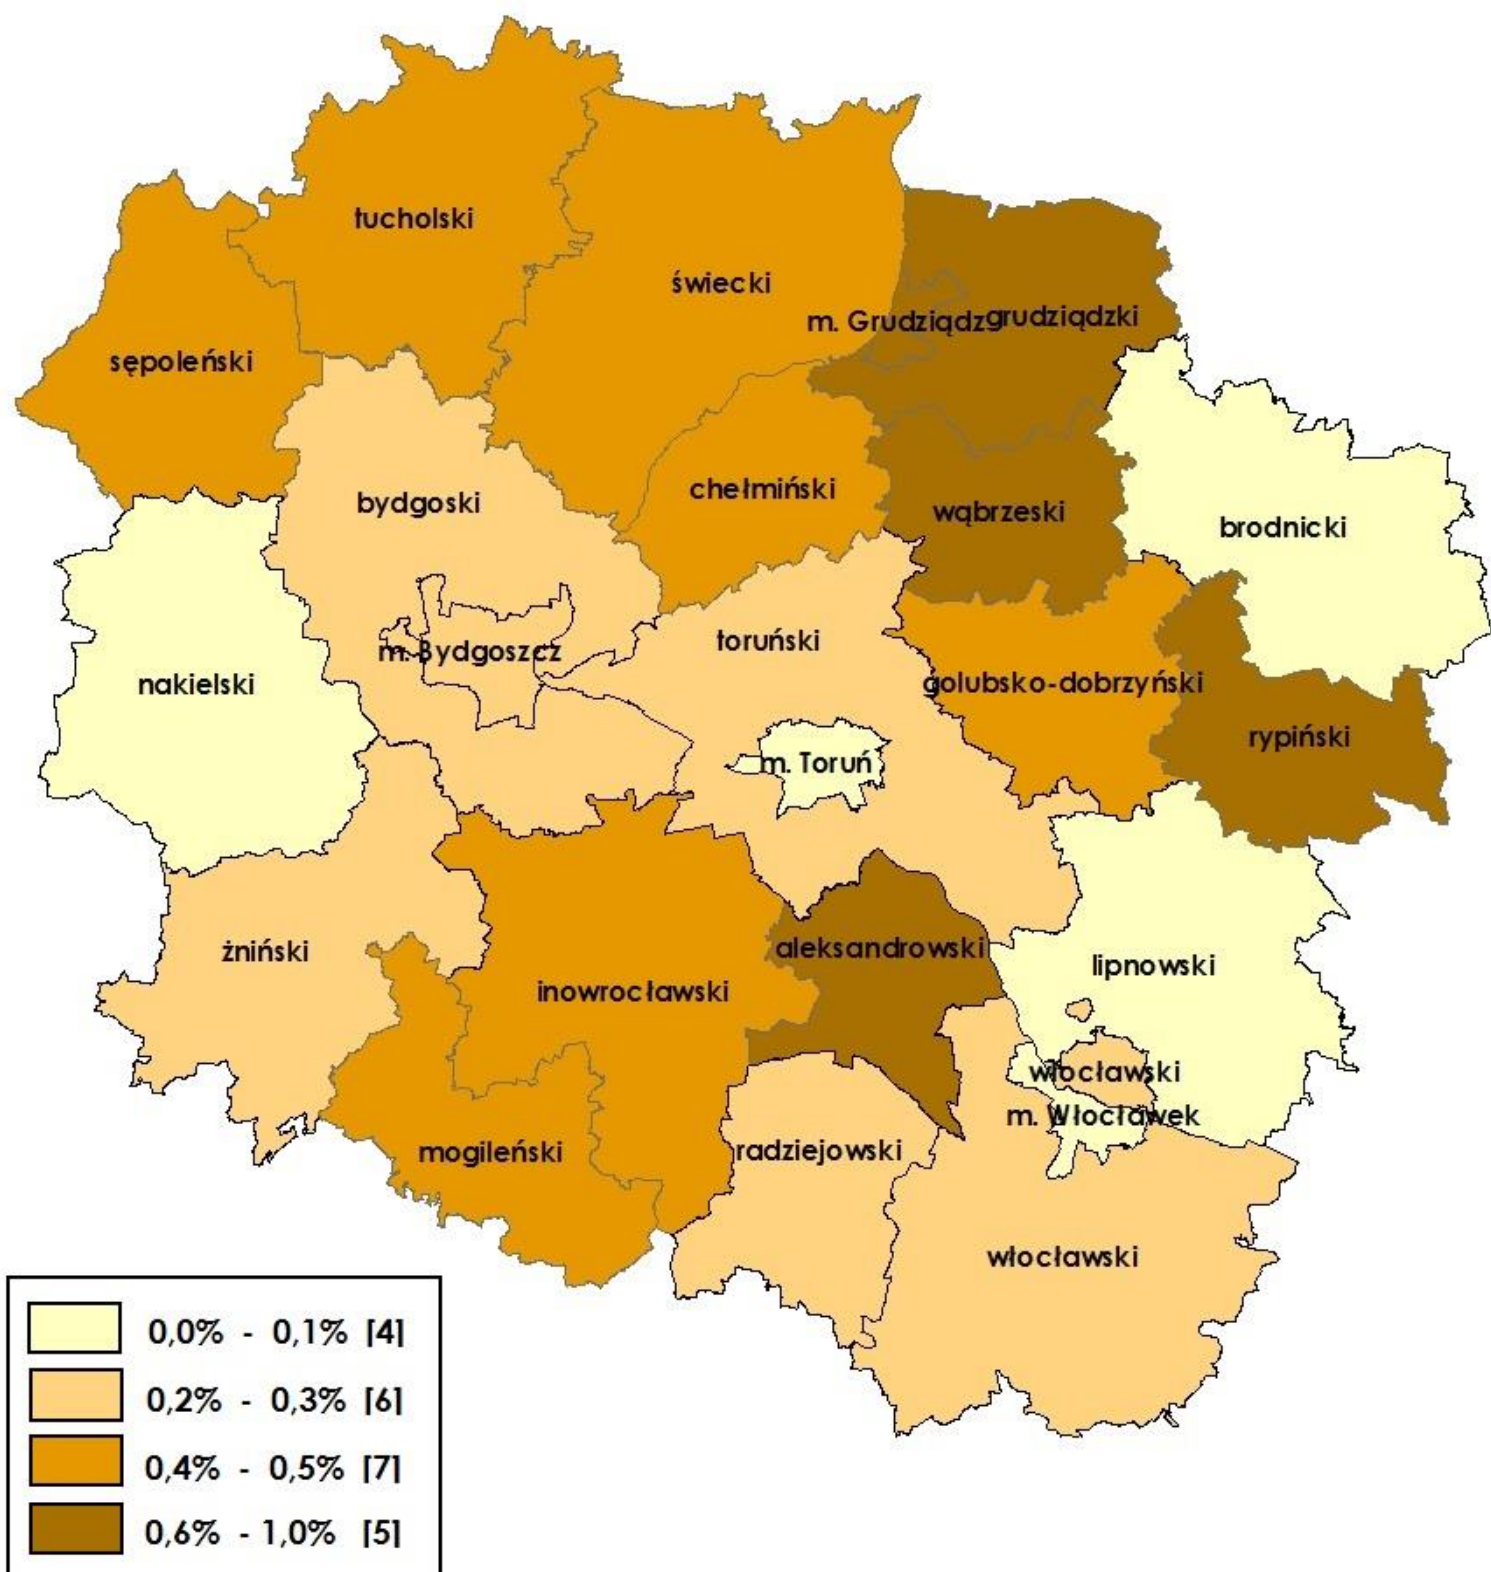 tucholski
świecki
m. Grudziądz
grudziądzki
sępoleński
chełmiński
bydgoski
wąbrzeski
brodnicki
toruński
m. Bydgoszcz
nakielski
golubsko-dobrzyński
rypiński
m. Toruń
żniński
aleksandrowski
lipnowski
inowrocławski
włocławski
m. Włocławek
mogileński
radziejowski
włocławski
0,0% - 0,1% [4]
0,2% - 0,3% [6]
0,4% - 0,5% [7]
0,6% - 1,0% [5]